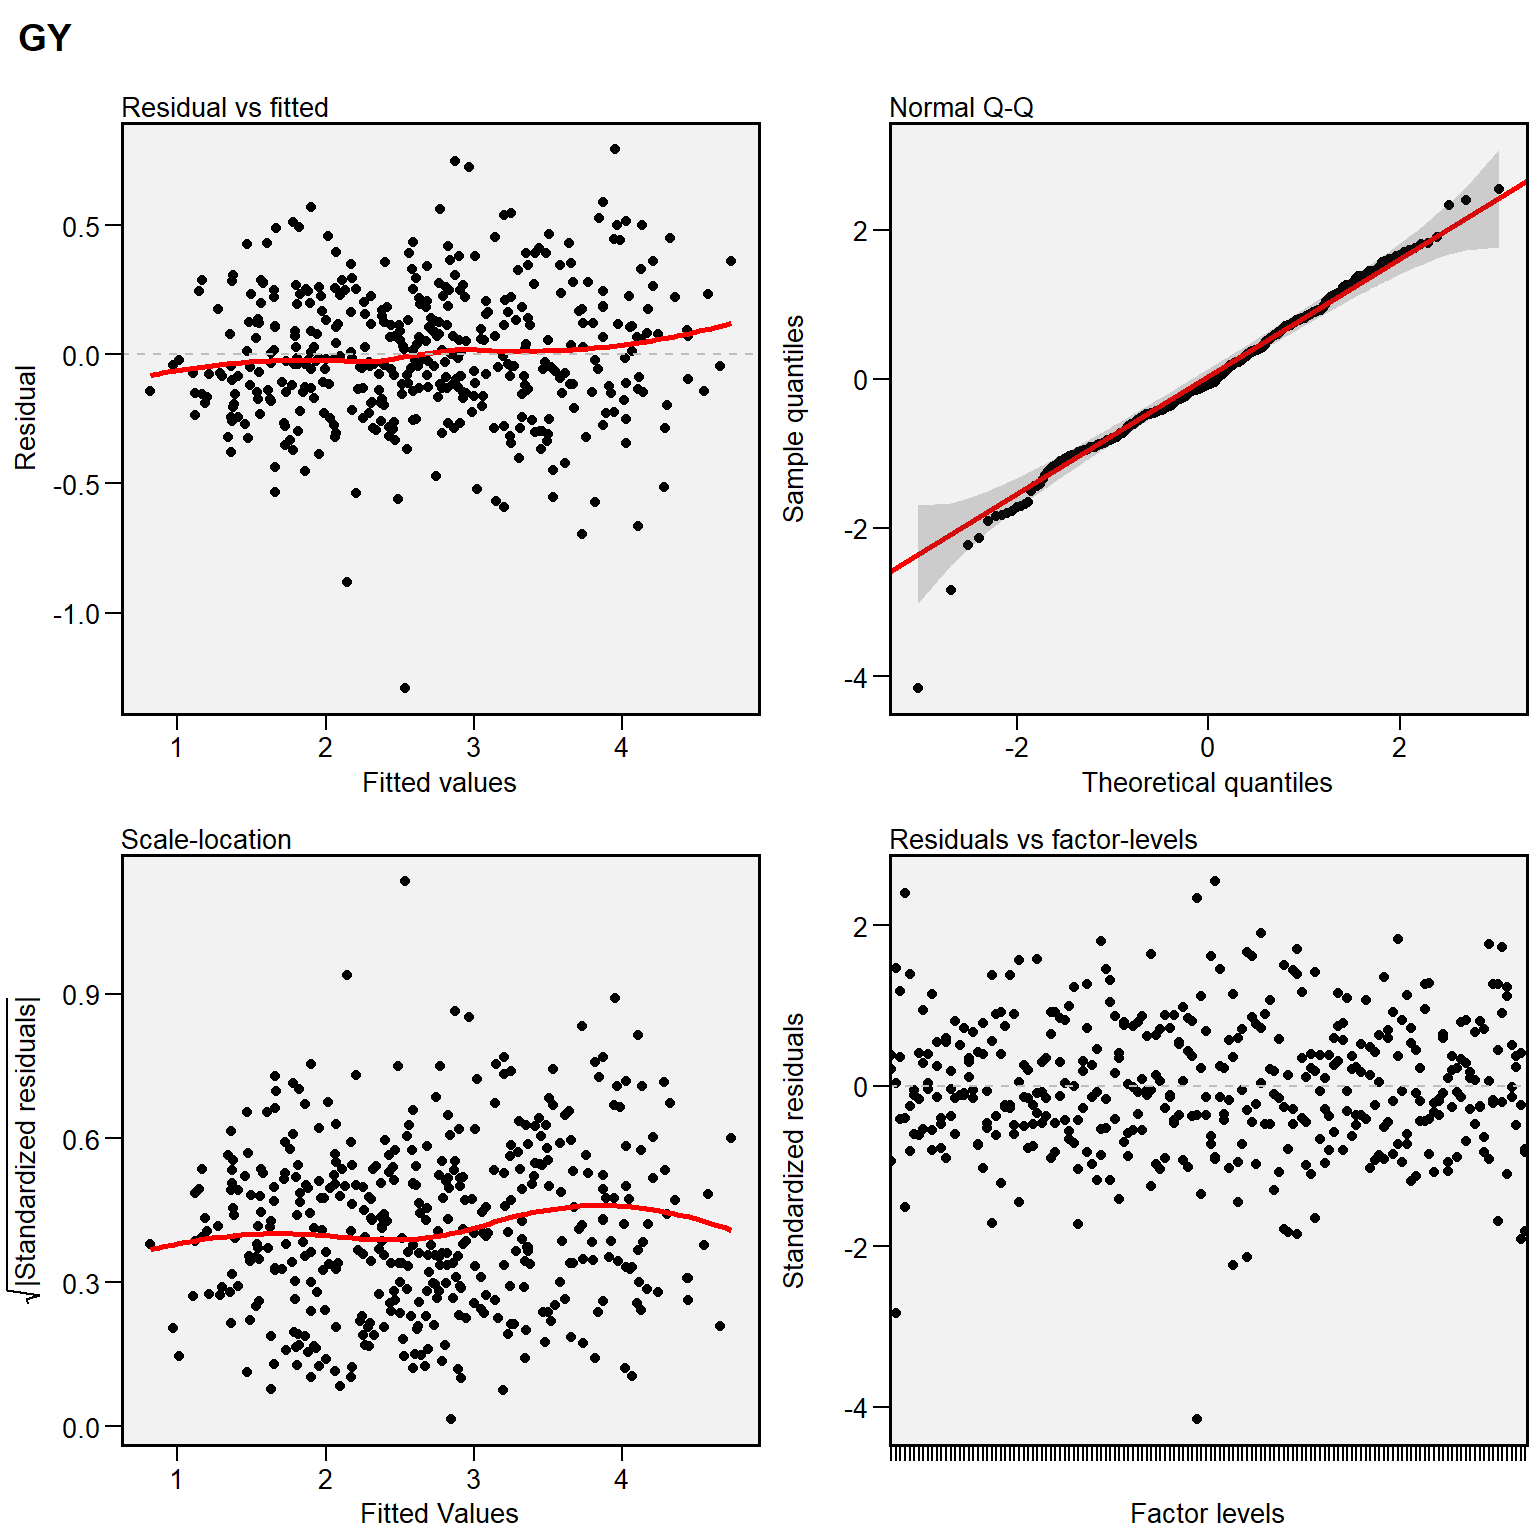 GY
Residual vs fitted
Residual
0.5
0.0
-0.5
-1.0
1 2 3 4
Fitted values
Normal Q-Q
Sample quantiles
2
0
-2
-4
-2 0 2
Theoretical quantiles
Scale-location
√|Standardized residuals|
0.9
0.6
0.3
0.0
1 2 3 4
Fitted Values
Residuals vs factor-levels
Standardized residuals
2
0
-2
-4
Factor levels